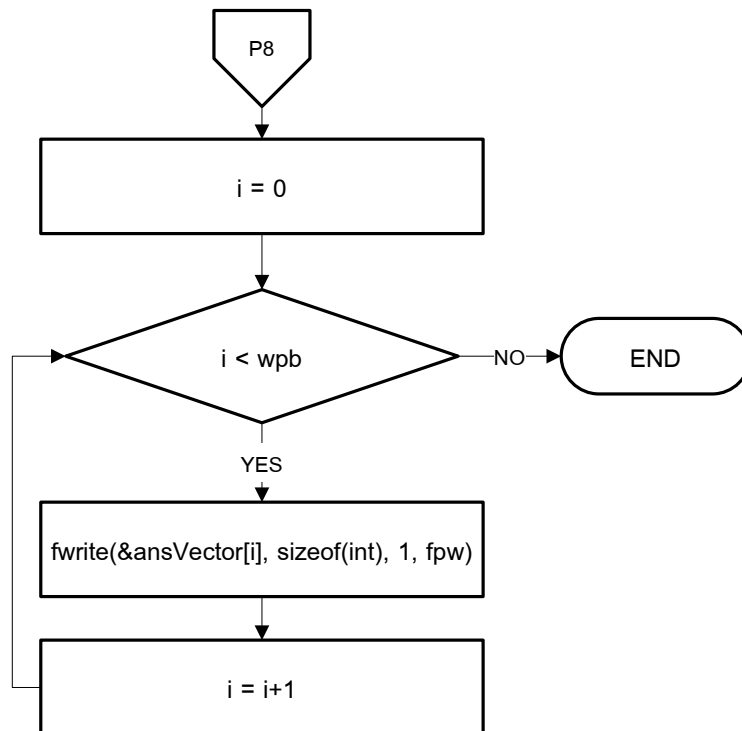 P8
i = 0
i < wpb
NO
END
YES
fwrite(&ansVector[i], sizeof(int), 1, fpw)
i = i+1